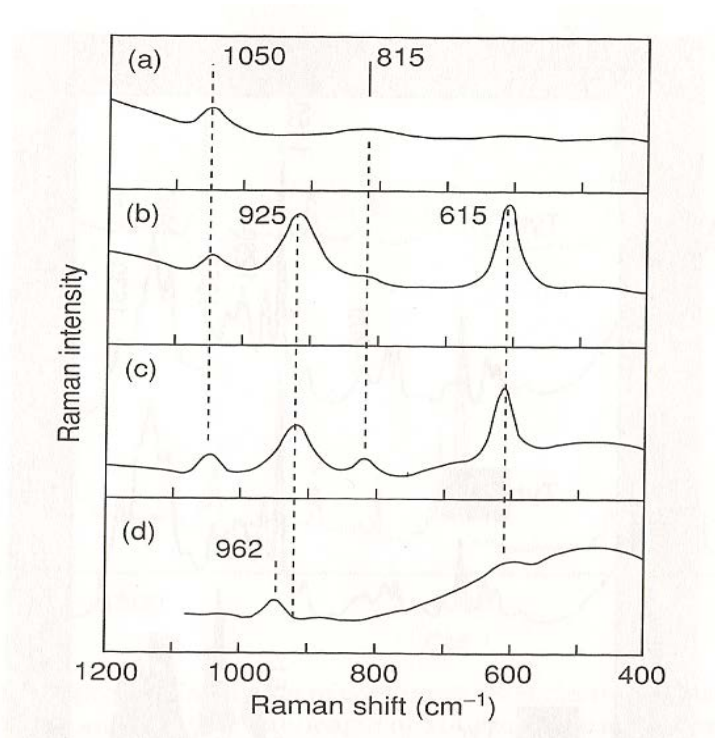 (a) 1050 815
(b) 925 615
(c)
(d) 962
Raman intensity
1200 1000 800 600 400
Raman shift (cm⁻¹)